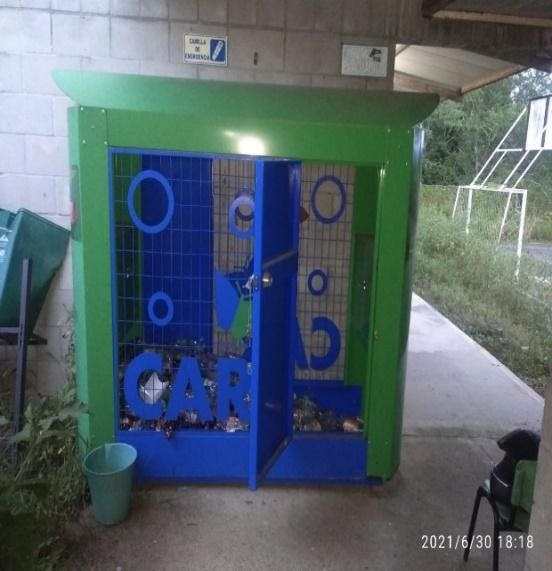 CAMILLA
DE
EMERGENCIA
CAR
2021/6/30 18:18